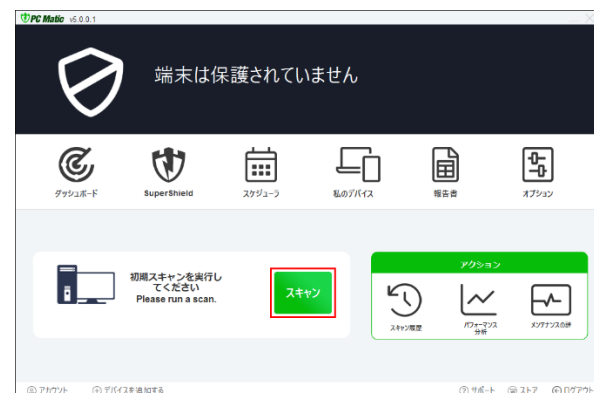 PC Matic v5.0.0.1
端末は保護されていません
ダッシュボード
SuperShield
スケジューラ
私のデバイス
報告書
オプション
初期スキャンを実行し
てください
Please run a scan.
スキャン
アクション
スキャン履歴
パフォーマンス
分析
メンテナンスの詳
アカウント
デバイスを追加する
サポート
ストア
ログアウト